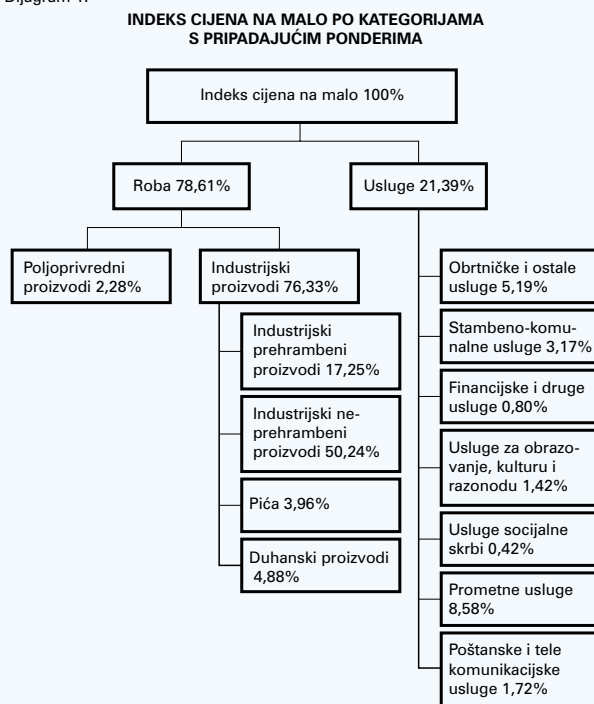 INDEKS CIJENA NA MALO PO KATEGORIJAMA
S PRIPADAJUĆIM PONDERIMA
Indeks cijena na malo 100%
Roba 78,61%
Usluge 21,39%
Poljoprivredni
proizvodi 2,28%
Industrijski
proizvodi 76,33%
Industrijski
prehrambeni
proizvodi 17,25%
Industrijski ne-
prehrambeni
proizvodi 50,24%
Pića 3,96%
Duhanski proizvodi
4,88%
Obrtničke i ostale
usluge 5,19%
Stambeno-komu-
nalne usluge 3,17%
Financijske i druge
usluge 0,80%
Usluge za obrazo-
vanje, kulturu i
razonodu 1,42%
Usluge socijalne
skrbi 0,42%
Prometne usluge
8,58%
Poštanske i tele
komunikacijske
usluge 1,72%